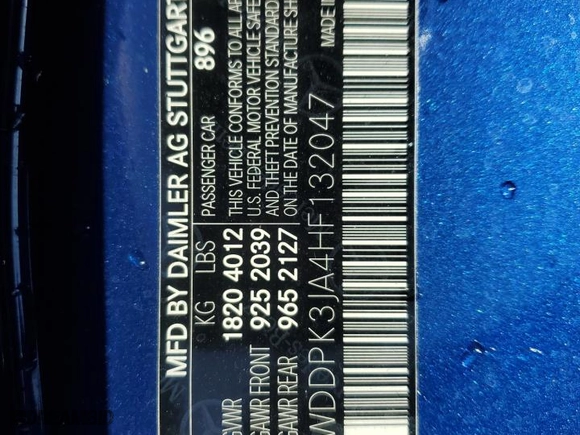 MFD BY DAIMLER AG STUTTGART
896
KG LBS
PASSENGER CAR
GVWR 1820 4012
THIS VEHICLE CONFORMS TO ALL
GAWR FRONT 925 2039
U.S. FEDERAL MOTOR VEHICLE SAFE
GAWR REAR 965 2127
AND THEFT PREVENTION STANDARD
ON THE DATE OF MANUFACTURE SH
WDDPK3JA4HF132047
MADE IN